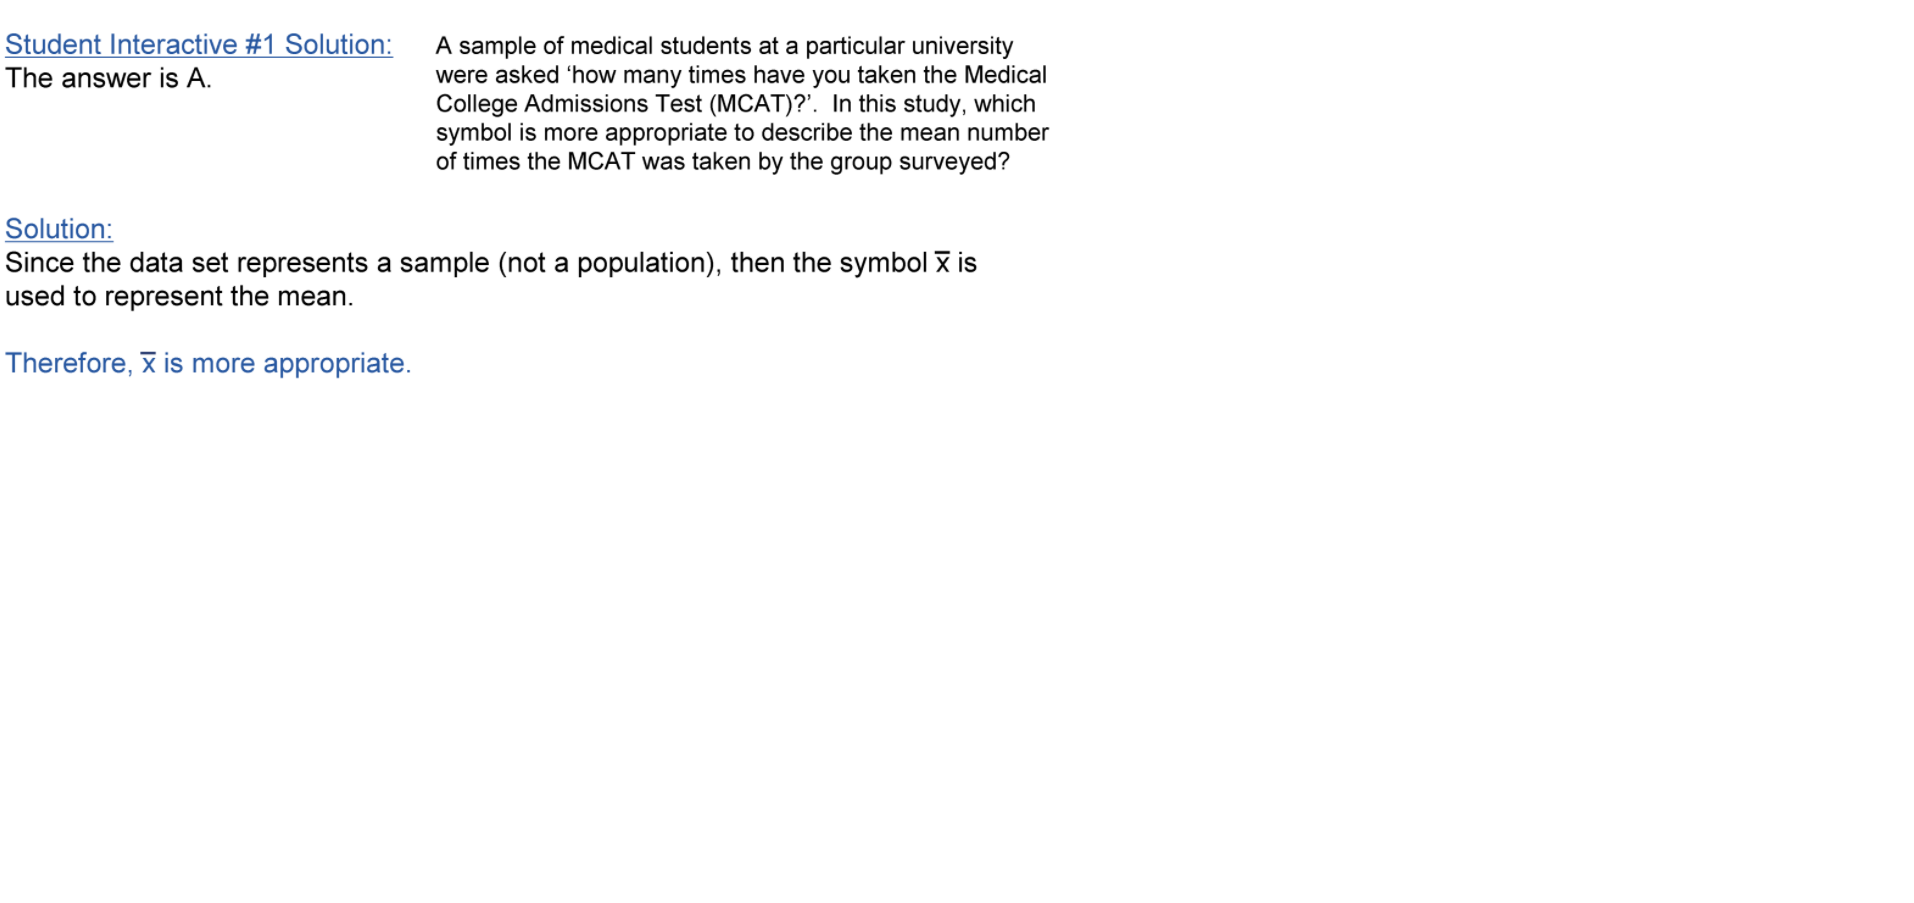 Student Interactive #1 Solution:
The answer is A.
A sample of medical students at a particular university
were asked ‘how many times have you taken the Medical
College Admissions Test (MCAT)?’.  In this study, which
symbol is more appropriate to describe the mean number
of times the MCAT was taken by the group surveyed?
Solution:
Since the data set represents a sample (not a population), then the symbol x̅ is
used to represent the mean.
Therefore, x̅ is more appropriate.